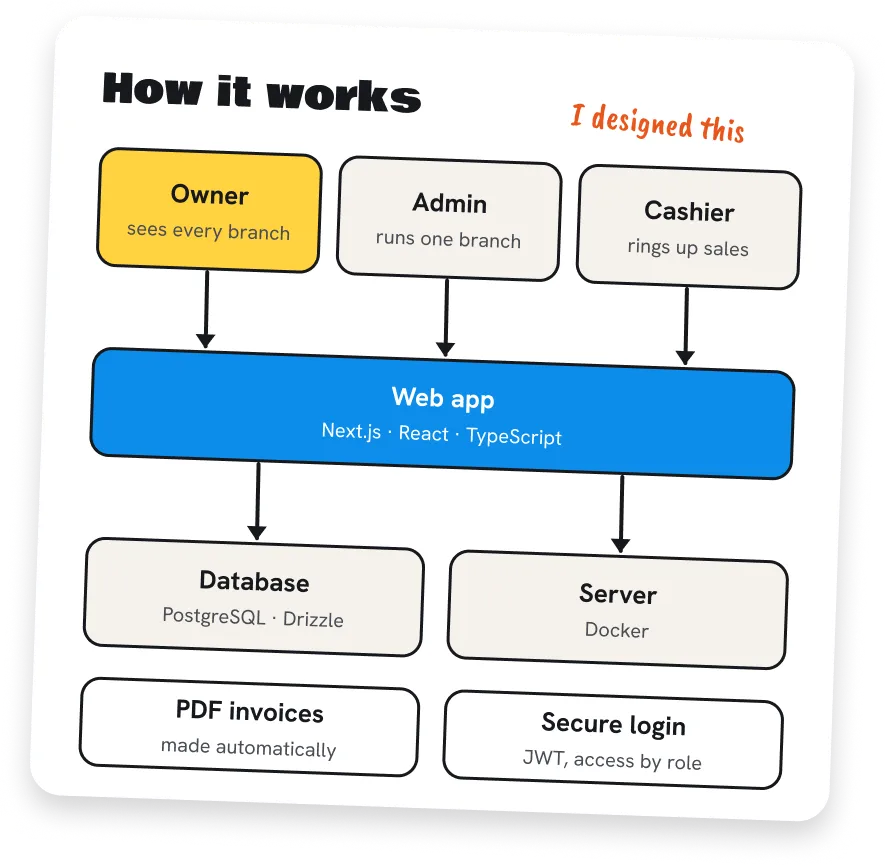 How it works
I designed this
Owner
sees every branch
Admin
runs one branch
Cashier
rings up sales
Web app
Next.js · React · TypeScript
Database
PostgreSQL · Drizzle
Server
Docker
PDF invoices
made automatically
Secure login
JWT, access by role